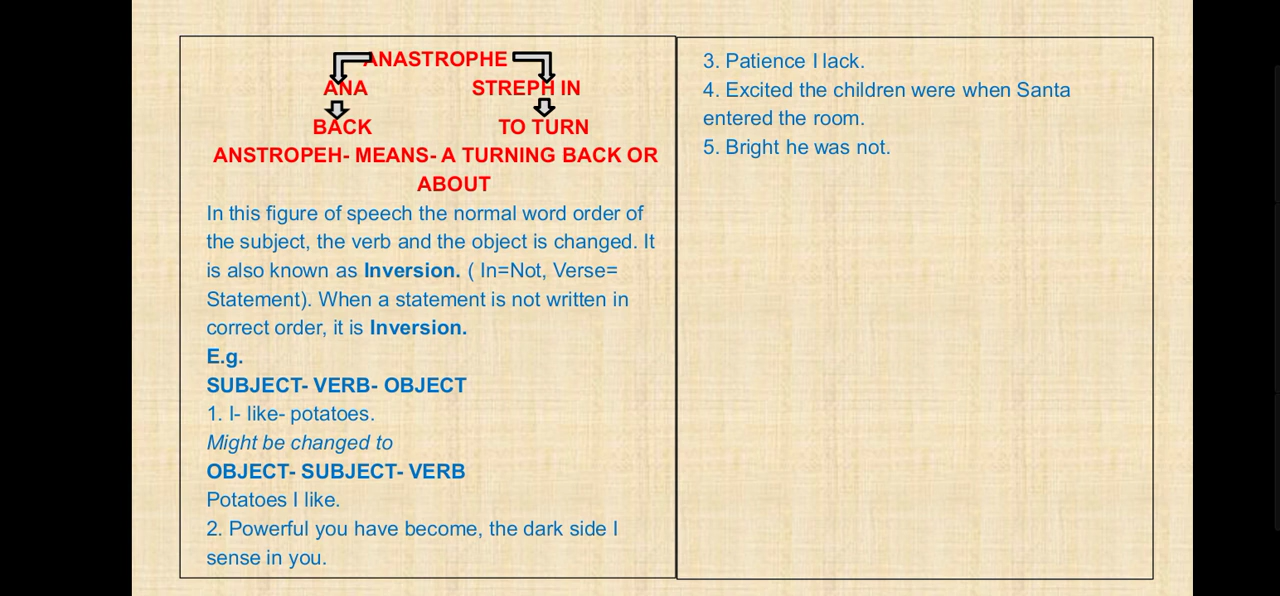 ANASTROPHE
ANA STREPH IN
BACK TO TURN
ANSTROPEH- MEANS- A TURNING BACK OR
ABOUT
In this figure of speech the normal word order of
the subject, the verb and the object is changed. It
is also known as Inversion. ( In=Not, Verse=
Statement). When a statement is not written in
correct order, it is Inversion.
E.g.
SUBJECT- VERB- OBJECT
1. I- like- potatoes.
Might be changed to
OBJECT- SUBJECT- VERB
Potatoes I like.
2. Powerful you have become, the dark side I
sense in you.
3. Patience I lack.
4. Excited the children were when Santa
entered the room.
5. Bright he was not.